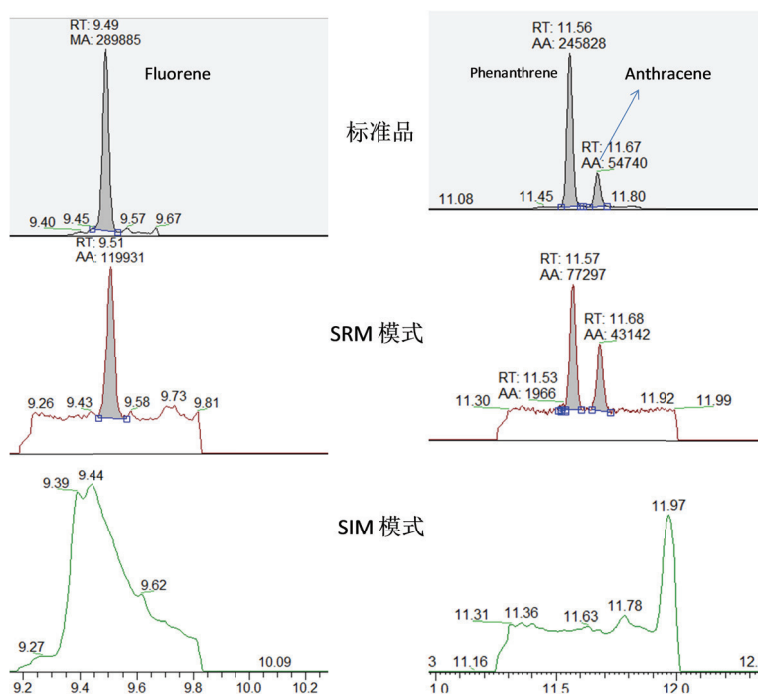 RT: 9.49
MA: 289885
Fluorene
9.40
9.45
9.57
9.67
标准品
RT: 11.56
AA: 245828
Phenanthrene
Anthracene
RT: 11.67
AA: 54740
11.08
11.45
11.80
RT: 9.51
AA: 119931
9.26
9.43
9.58
9.73
9.81
SRM 模式
RT: 11.57
AA: 77297
RT: 11.68
AA: 43142
RT: 11.53
AA: 1966
11.30
11.92
11.99
9.39
9.44
9.62
9.27
10.09
9.2
9.4
9.6
9.8
10.0
10.2
SIM 模式
11.97
11.31
11.36
11.63
11.78
3
11.16
12.
11.5
12.0